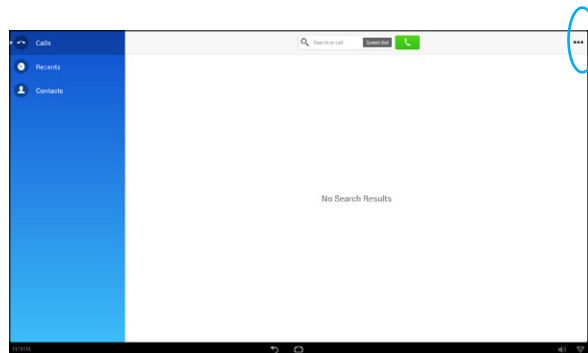 Calls
Search or call
Speed dial
Recents
Contacts
No Search Results